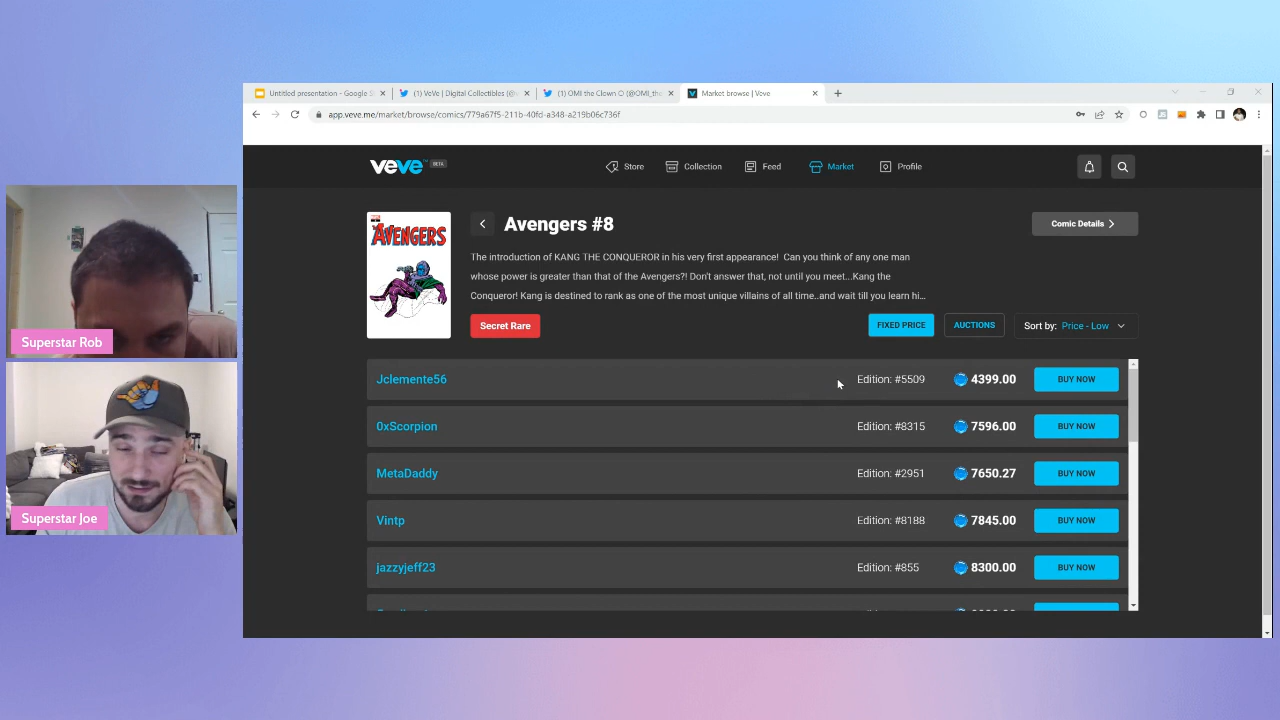 Untitled presentation - Google S
(1) VeVe | Digital Collectibles (@v
(1) OMI the Clown
(@OMI_the
Market browse | Veve
app.veve.me/market/browse/comics/779a67f5-211b-40fd-a348-a219b06c736f
veve BETA
Store
Collection
Feed
Market
Profile
AVENGERS
Avengers #8
Comic Details
The introduction of KANG THE CONQUEROR in his very first appearance! Can you think of any one man
whose power is greater than that of the Avengers?! Don't answer that, not until you meet...Kang the
Conqueror! Kang is destined to rank as one of the most unique villains of all time..and wait till you learn hi...
Secret Rare
FIXED PRICE
AUCTIONS
Sort by: Price - Low
Jclemente56 Edition: #5509 4399.00 BUY NOW
0xScorpion Edition: #8315 7596.00 BUY NOW
MetaDaddy Edition: #2951 7650.27 BUY NOW
Vintp Edition: #8188 7845.00 BUY NOW
jazzyjeff23 Edition: #855 8300.00 BUY NOW
Superstar Rob
Superstar Joe